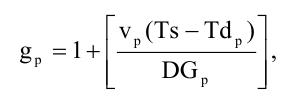 g_p = 1 + [ v_p (Ts − Td_p) / DG_p ],